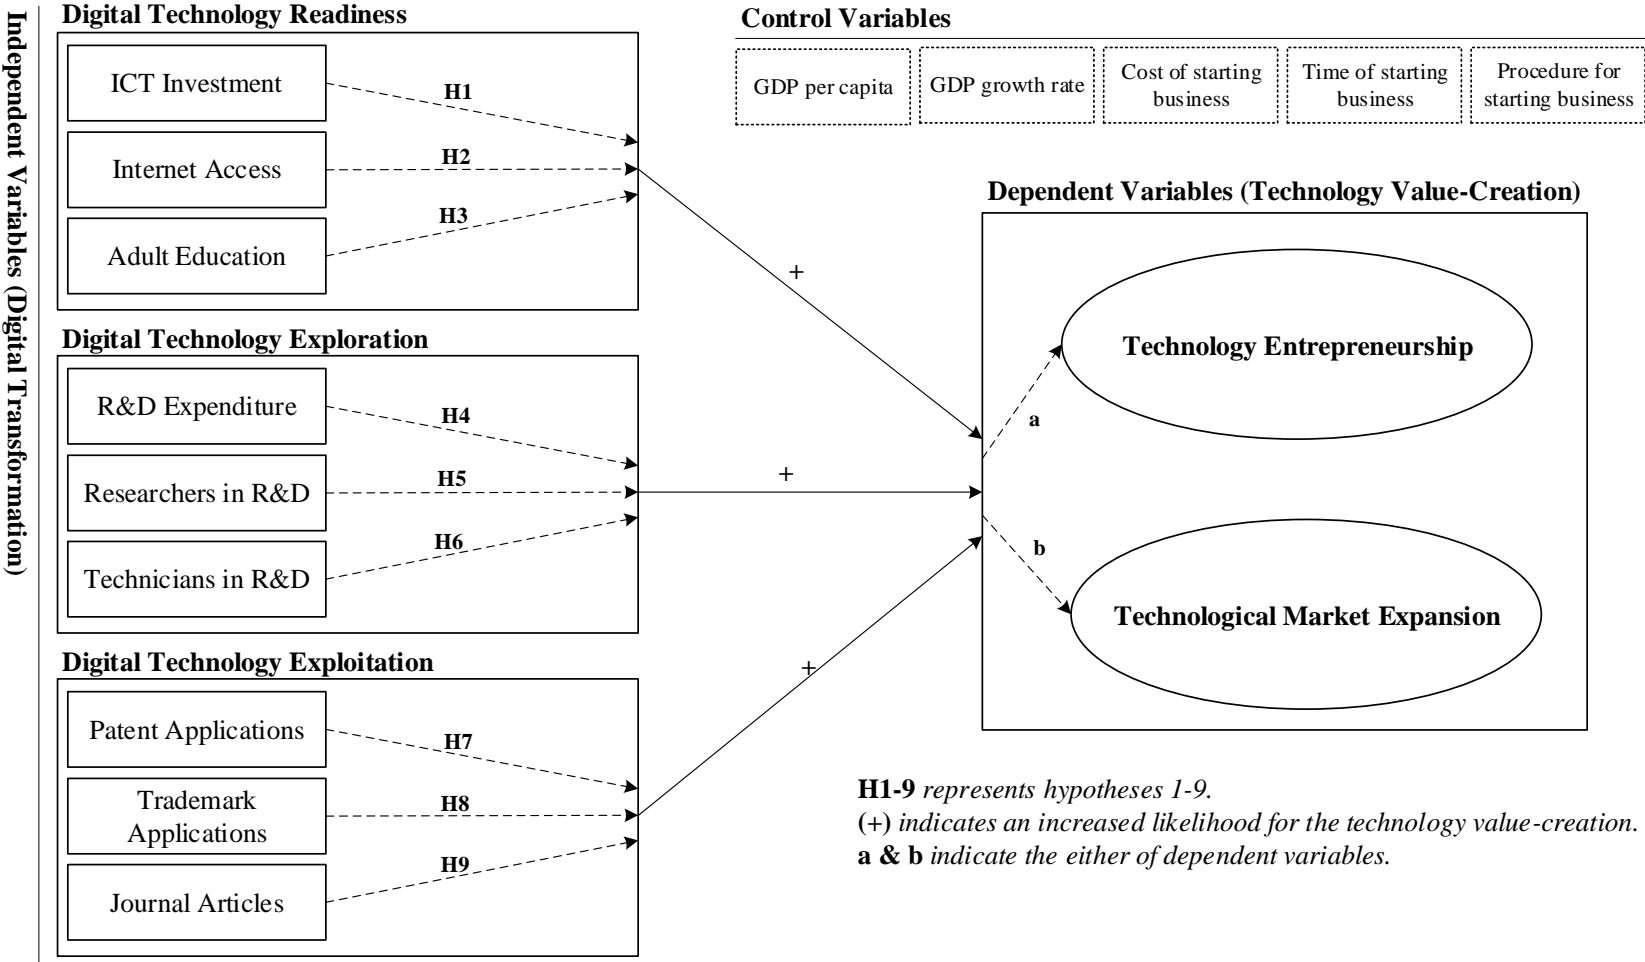 Independent Variables (Digital Transformation)
Digital Technology Readiness
ICT Investment
H1
Internet Access
H2
Adult Education
H3
Digital Technology Exploration
R&D Expenditure
H4
Researchers in R&D
H5
Technicians in R&D
H6
Digital Technology Exploitation
Patent Applications
H7
Trademark
Applications
H8
Journal Articles
H9
+
+
+
Control Variables
GDP per capita
GDP growth rate
Cost of starting
business
Time of starting
business
Procedure for
starting business
Dependent Variables (Technology Value-Creation)
Technology Entrepreneurship
a
b
Technological Market Expansion
H1-9 represents hypotheses 1-9.
(+) indicates an increased likelihood for the technology value-creation.
a & b indicate the either of dependent variables.